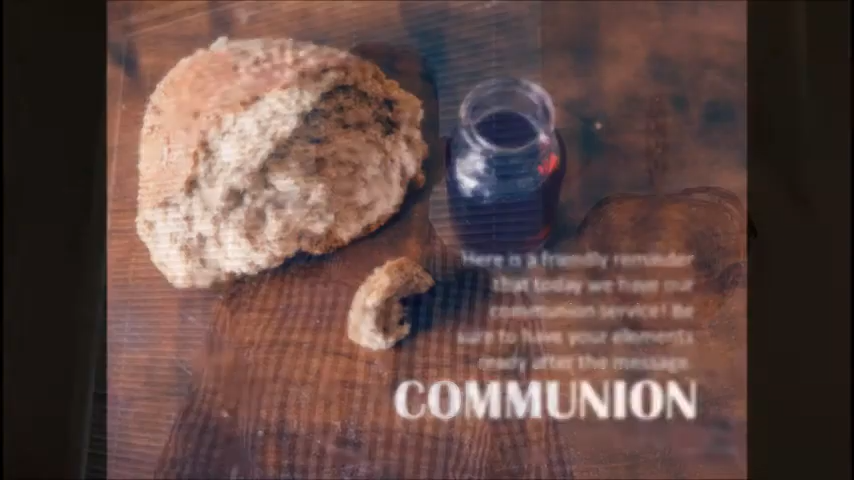 Here is a friendly reminder
that today we have our
communion service! Be
sure to have your elements
ready after the message.
COMMUNION